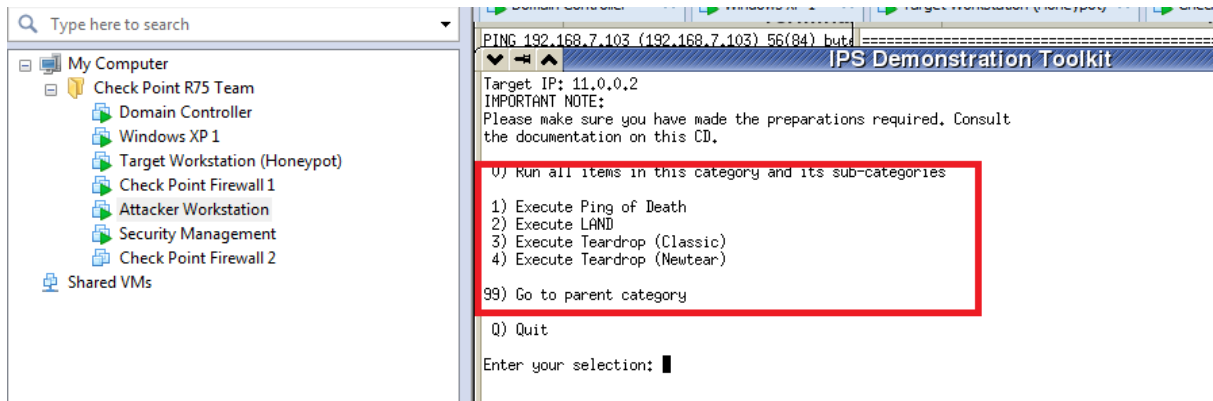 Type here to search
My Computer
Check Point R75 Team
Domain Controller
Windows XP 1
Target Workstation (Honeypot)
Check Point Firewall 1
Attacker Workstation
Security Management
Check Point Firewall 2
Shared VMs
PING 192.168.7.103 (192.168.7.103) 56(84) byte
IPS Demonstration Toolkit
Target IP: 11.0.0.2
IMPORTANT NOTE:
Please make sure you have made the preparations required. Consult
the documentation on this CD.
0) Run all items in this category and its sub-categories
1) Execute Ping of Death
2) Execute LAND
3) Execute Teardrop (Classic)
4) Execute Teardrop (Newtear)
99) Go to parent category
Q) Quit
Enter your selection: